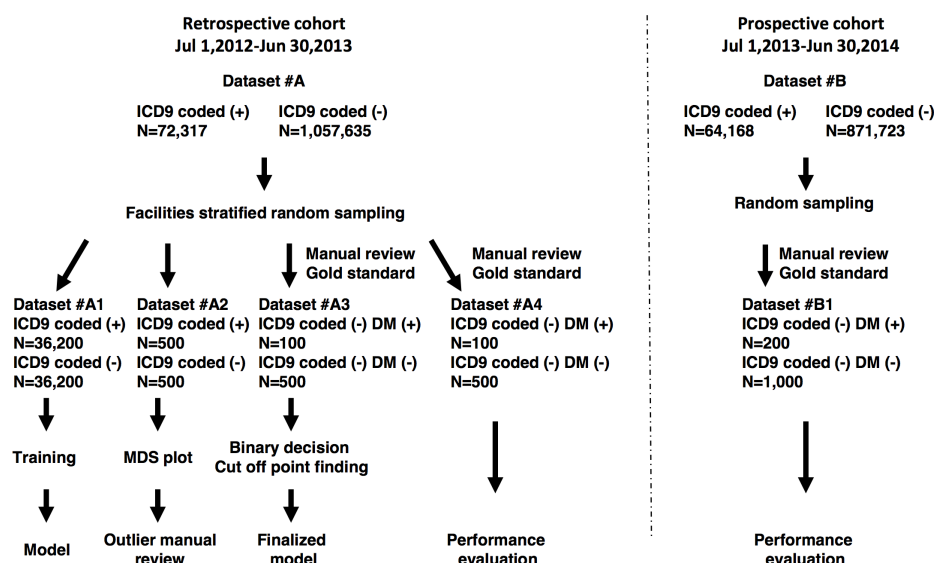 Retrospective cohort
Jul 1,2012-Jun 30,2013
Dataset #A
ICD9 coded (+) ICD9 coded (-)
N=72,317 N=1,057,635
Facilities stratified random sampling
Manual review
Gold standard
Manual review
Gold standard
Dataset #A1
ICD9 coded (+)
N=36,200
ICD9 coded (-)
N=36,200
Training
Model
Dataset #A2
ICD9 coded (+)
N=500
ICD9 coded (-)
N=500
MDS plot
Outlier manual
review
Dataset #A3
ICD9 coded (-) DM (+)
N=100
ICD9 coded (-) DM (-)
N=500
Binary decision
Cut off point finding
Finalized
model
Dataset #A4
ICD9 coded (-) DM (+)
N=100
ICD9 coded (-) DM (-)
N=500
Performance
evaluation
Prospective cohort
Jul 1,2013-Jun 30,2014
Dataset #B
ICD9 coded (+) ICD9 coded (-)
N=64,168 N=871,723
Random sampling
Manual review
Gold standard
Dataset #B1
ICD9 coded (-) DM (+)
N=200
ICD9 coded (-) DM (-)
N=1,000
Performance
evaluation